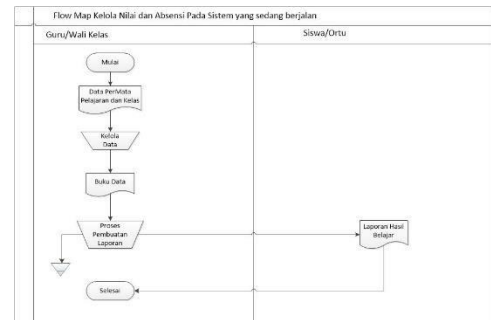 Flow Map Kelola Nilai dan Absensi Pada Sistem yang sedang berjalan
Guru/Wali Kelas
Siswa/Ortu
Mulai
Data PerMata
Pelajaran dan Kelas
Kelola
Data
Buku Data
Proses
Pembuatan
Laporan
Laporan Hasil
Belajar
Selesai